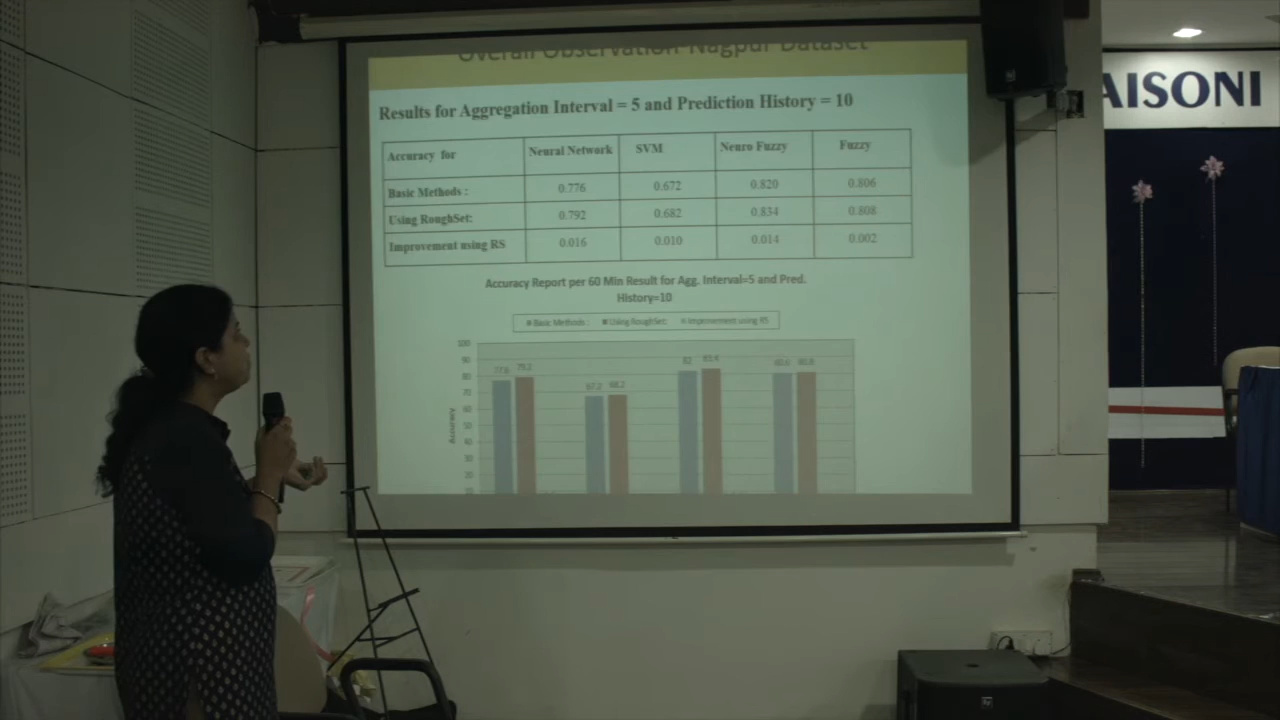 Overall Observation-Nagpur Dataset
AISONI
Results for Aggregation Interval = 5 and Prediction History = 10
Accuracy for Neural Network SVM Neuro Fuzzy Fuzzy
Basic Methods : 0.776 0.672 0.820 0.806
Using RoughSet: 0.792 0.682 0.834 0.808
Improvement using RS 0.016 0.010 0.014 0.002
Accuracy Report per 60 Min Result for Agg. Interval=5 and Pred.
History=10
Basic Methods : Using RoughSet: Improvement using RS
100
90
80
70
60
50
40
30
20
10
Accuracy
77.6 79.2 67.2 68.2 82 83.4 80.6 80.8